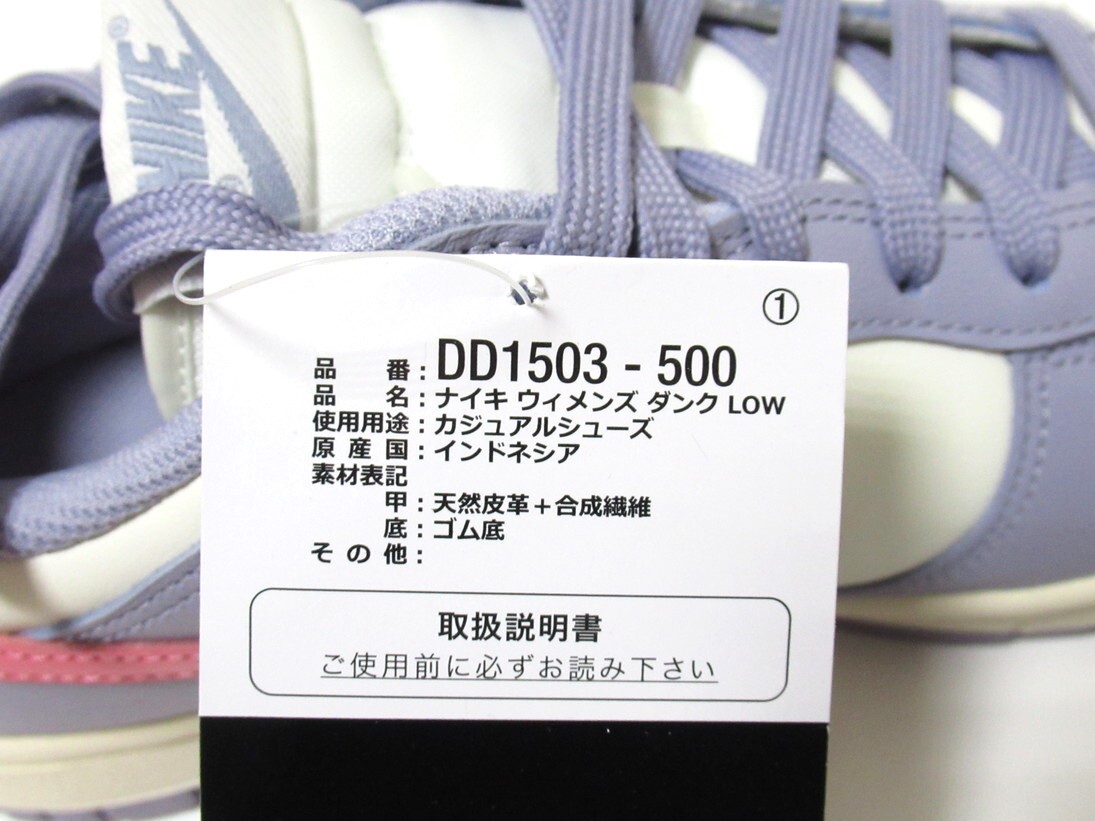 NIKE
®
①
品番：DD1503 - 500
品名：ナイキ ウィメンズ ダンク LOW
使用用途：カジュアルシューズ
原産国：インドネシア
素材表記
甲：天然皮革＋合成繊維
底：ゴム底
その他：
取扱説明書
ご使用前に必ずお読み下さい